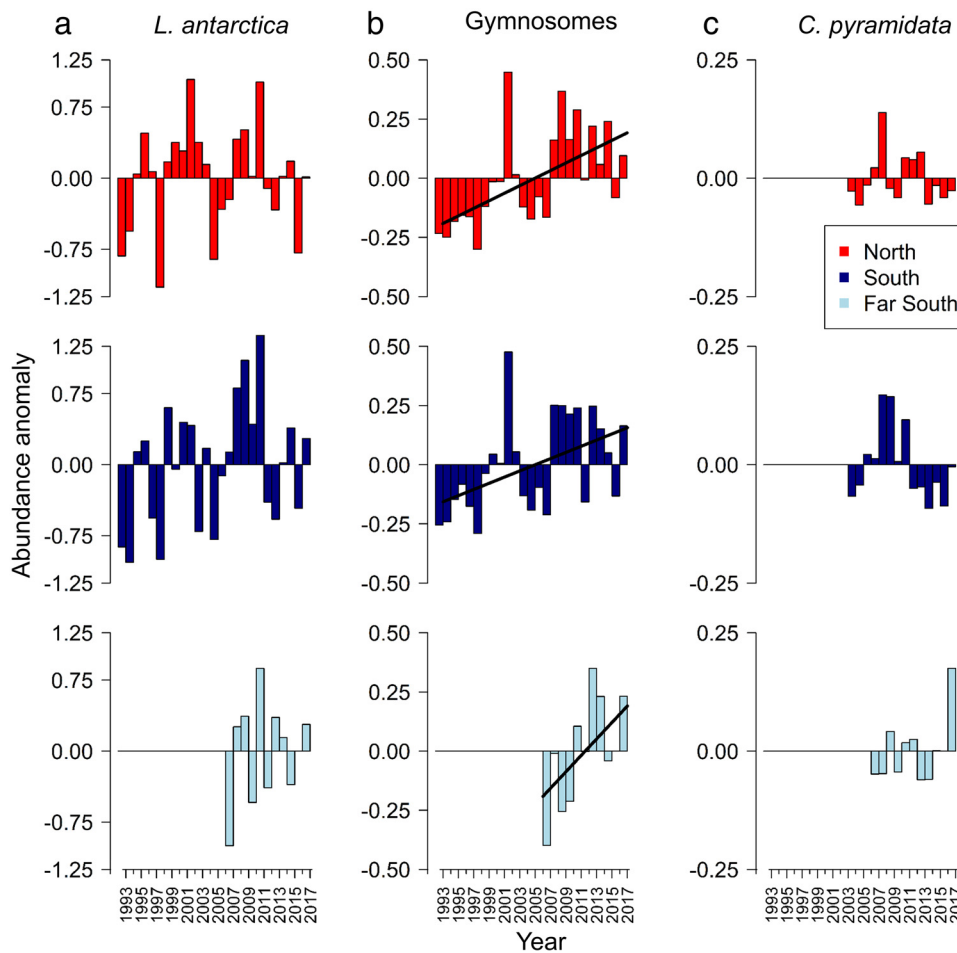 a L. antarctica b Gymnosomes c C. pyramidata
1.25 0.50 0.25
0.75 0.25
0.00 0.00 0.00
-0.75 -0.25
-1.25 -0.50 -0.25
North
South
Far South
Abundance anomaly
1.25 0.50 0.25
0.75 0.25
0.00 0.00 0.00
-0.75 -0.25
-1.25 -0.50 -0.25
1.25 0.50 0.25
0.75 0.25
0.00 0.00 0.00
-0.75 -0.25
-1.25 -0.50 -0.25
1993 1995 1997 1999 2001 2003 2005 2007 2009 2011 2013 2015 2017 1993 1995 1997 1999 2001 2003 2005 2007 2009 2011 2013 2015 2017 1993 1995 1997 1999 2001 2003 2005 2007 2009 2011 2013 2015 2017
Year